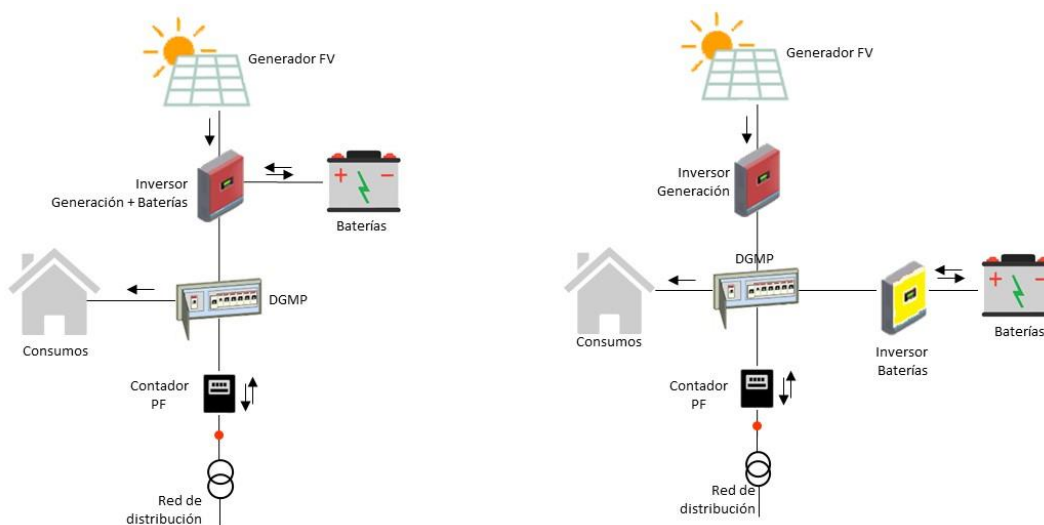 Generador FV
Inversor
Generación + Baterías
Baterías
DGMP
Consumos
Contador
PF
Red de
distribución
Generador FV
Inversor
Generación
DGMP
Consumos
Inversor
Baterías
Baterías
Contador
PF
Red de
distribución